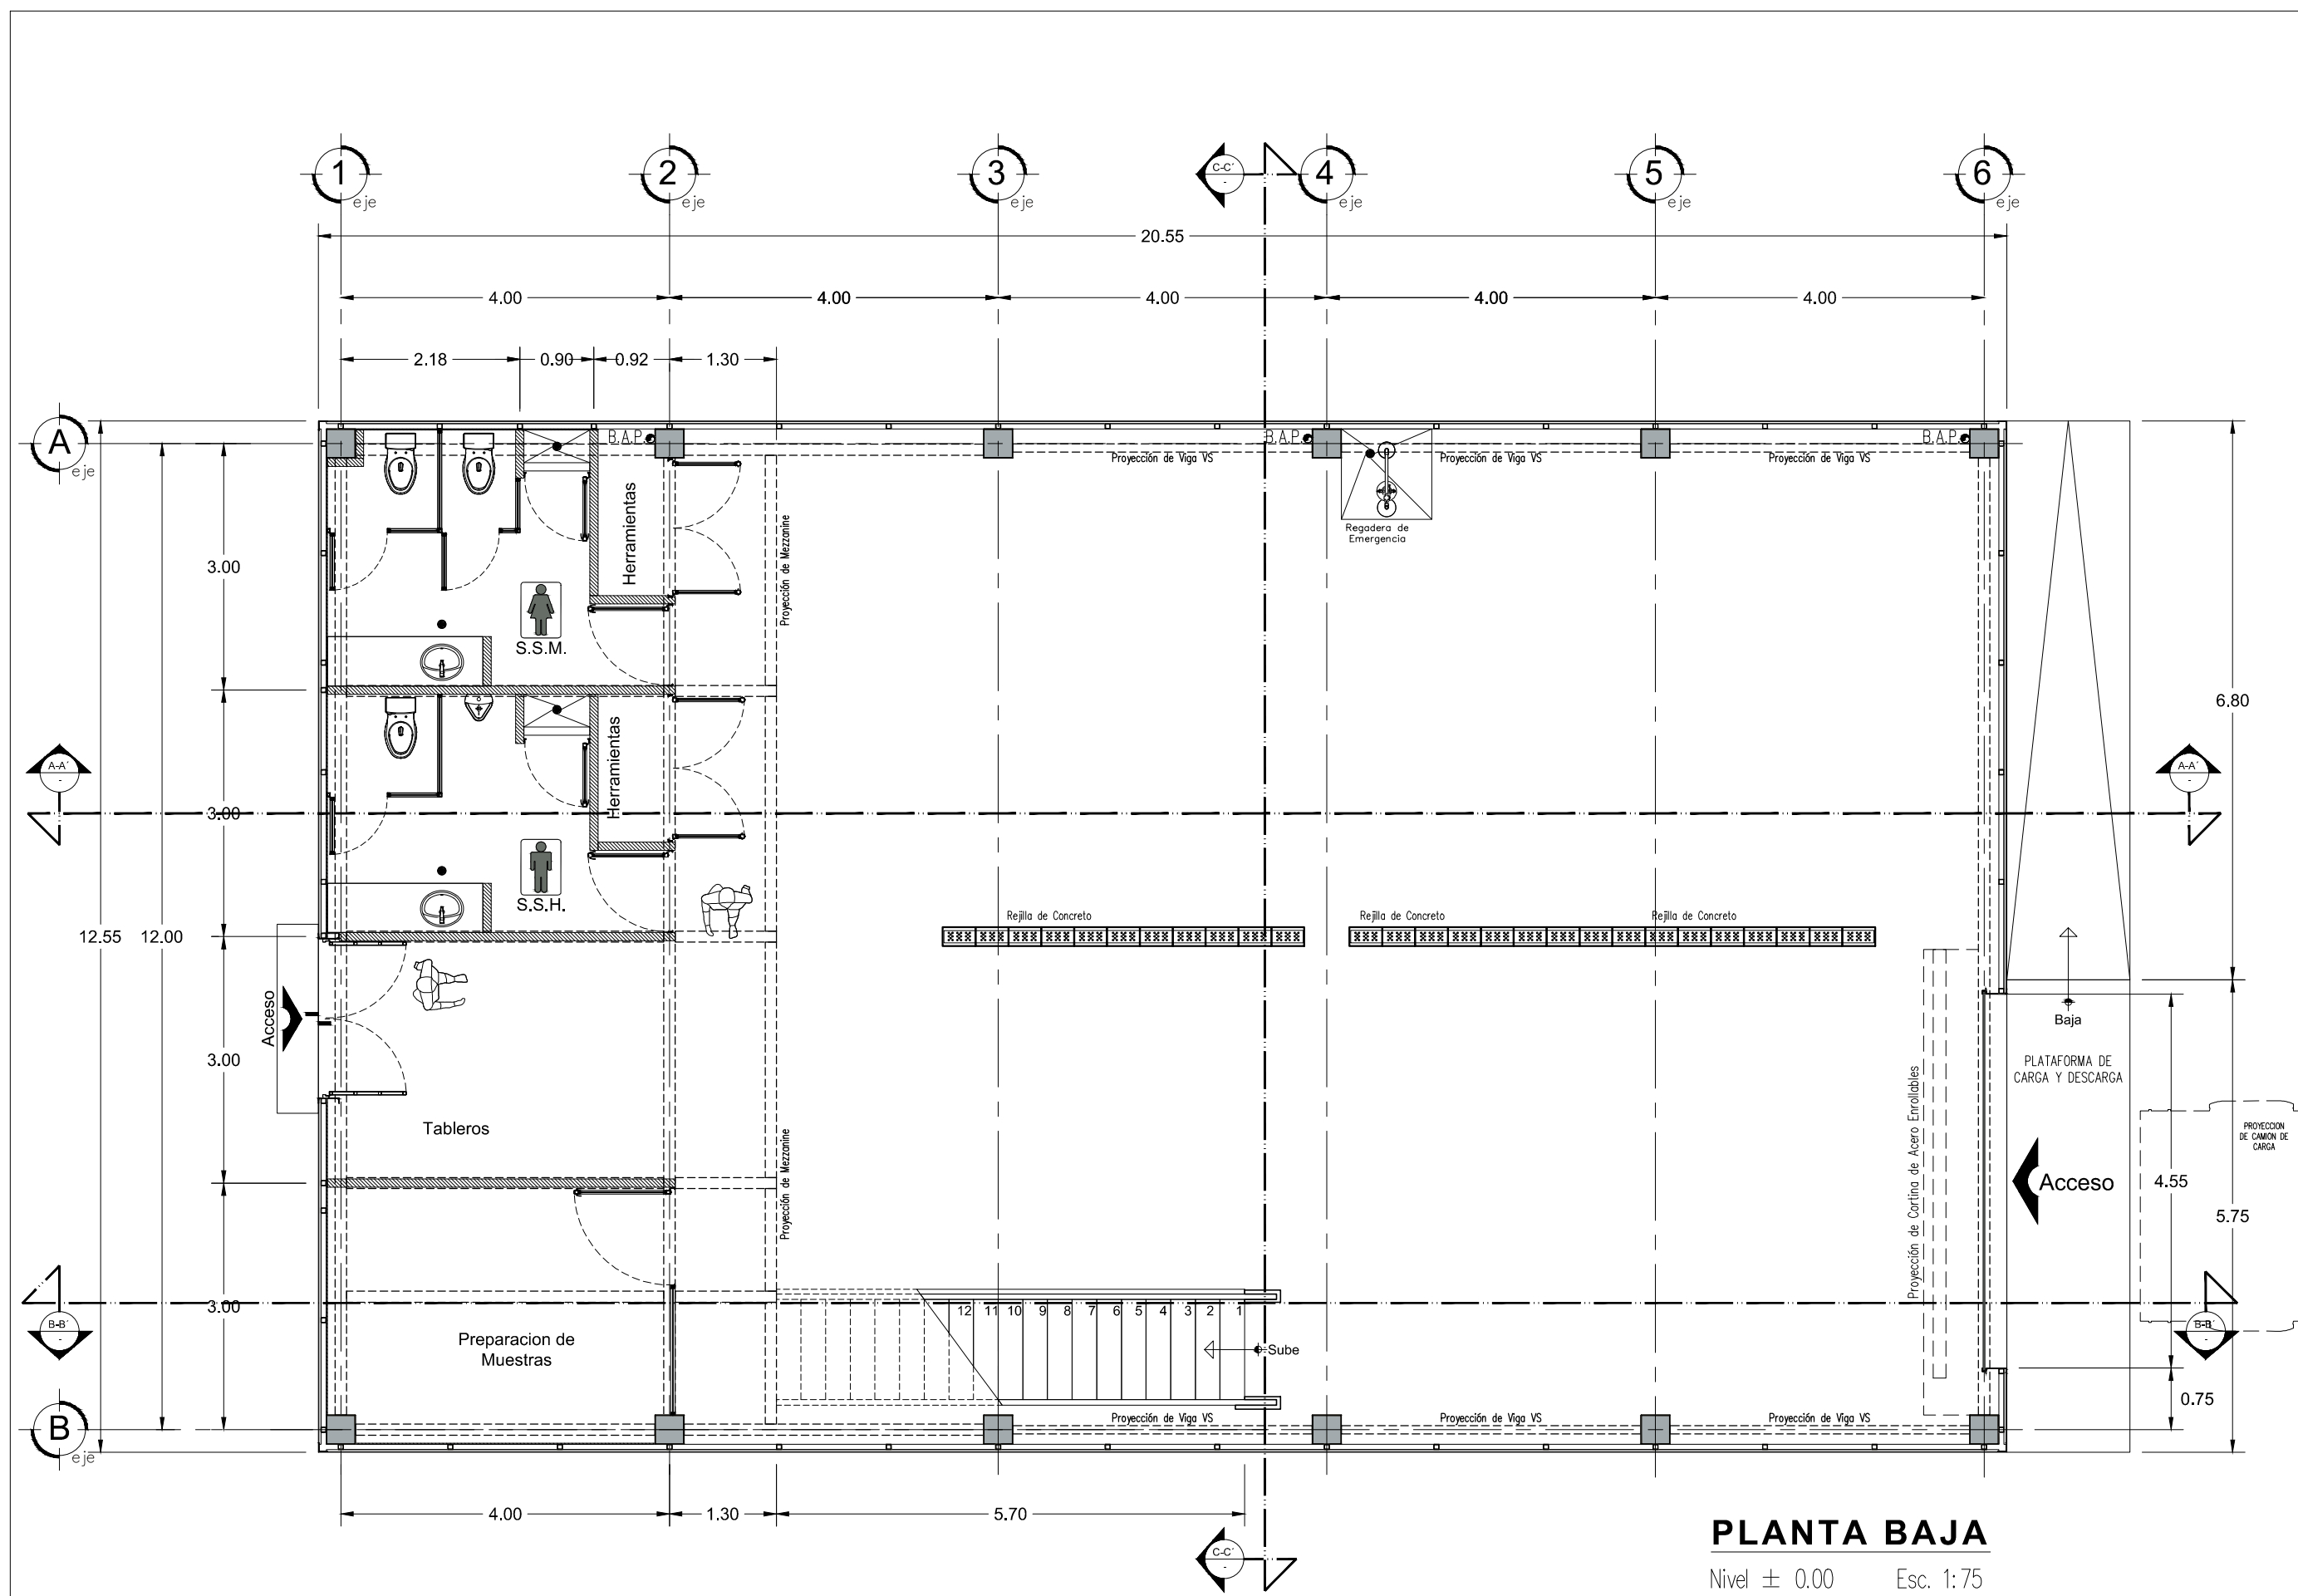 1 2 3 C-C' 4 5 6
-
eje eje eje eje eje eje
20.55
4.00 4.00 4.00 4.00 4.00
2.18 0.90 0.92 1.30
A
eje
B.A.P. B.A.P. B.A.P.
Proyección de Viga VS Proyección de Viga VS Proyección de Viga VS
Herramientas
Regadera de
Emergencia
Proyección de Mezzanine
3.00
S.S.M.
6.80
Herramientas
A-A'
-
A-A'
-
3.00
S.S.H.
Rejilla de Concreto Rejilla de Concreto Rejilla de Concreto
12.55 12.00
Acceso
Baja
3.00
PLATAFORMA DE
CARGA Y DESCARGA
Tableros
Proyección de Mezzanine
Proyección de Cortina de Acero Enrollables
PROYECCION
DE CAMION DE
CARGA
Acceso
4.55
5.75
3.00
12 11 10 9 8 7 6 5 4 3 2 1
B-B'
-
B-B'
-
Preparacion de
Muestras
Sube
0.75
B
eje
Proyección de Viga VS Proyección de Viga VS Proyección de Viga VS
4.00 1.30 5.70
C-C'
-
PLANTA BAJA
Nivel ± 0.00 Esc. 1:75